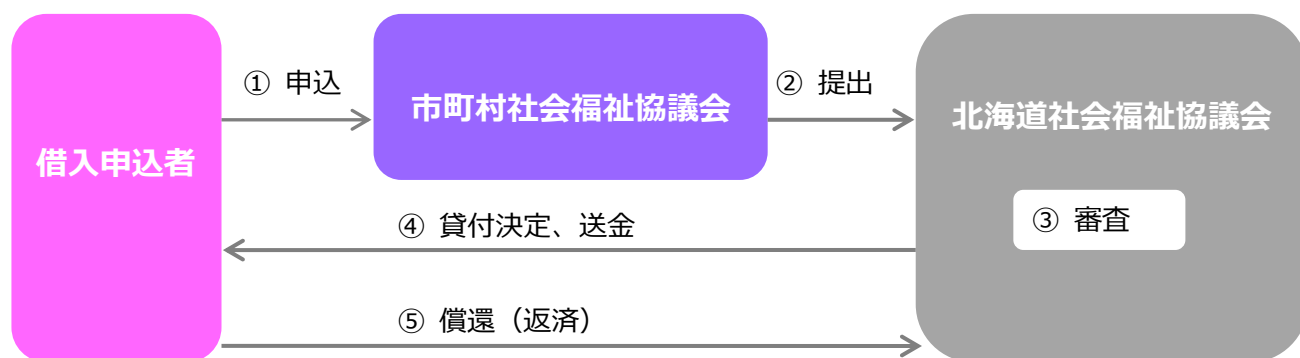 ① 申込
市町村社会福祉協議会
② 提出
北海道社会福祉協議会
借入申込者
③ 審査
④ 貸付決定、送金
⑤ 償還（返済）